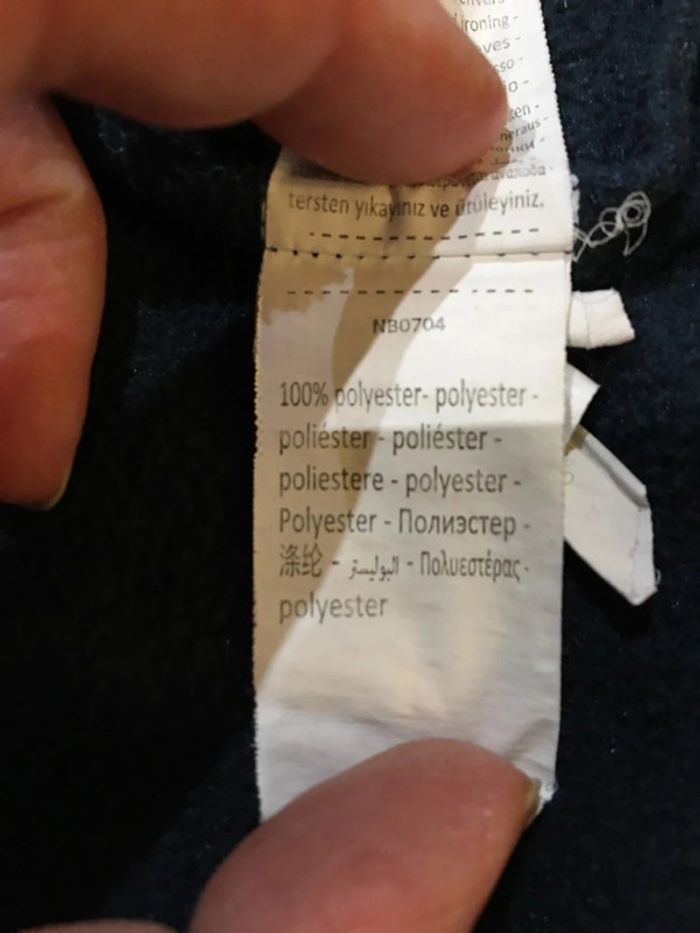 ironing -
tersten yıkayınız ve ütüleyiniz,
NB0704
100% polyester- polyester -
poliéster - poliéster -
poliestere - polyester -
Polyester - Полиэстер -
涤纶 - البوليستر - Πολυεστέρας -
polyester